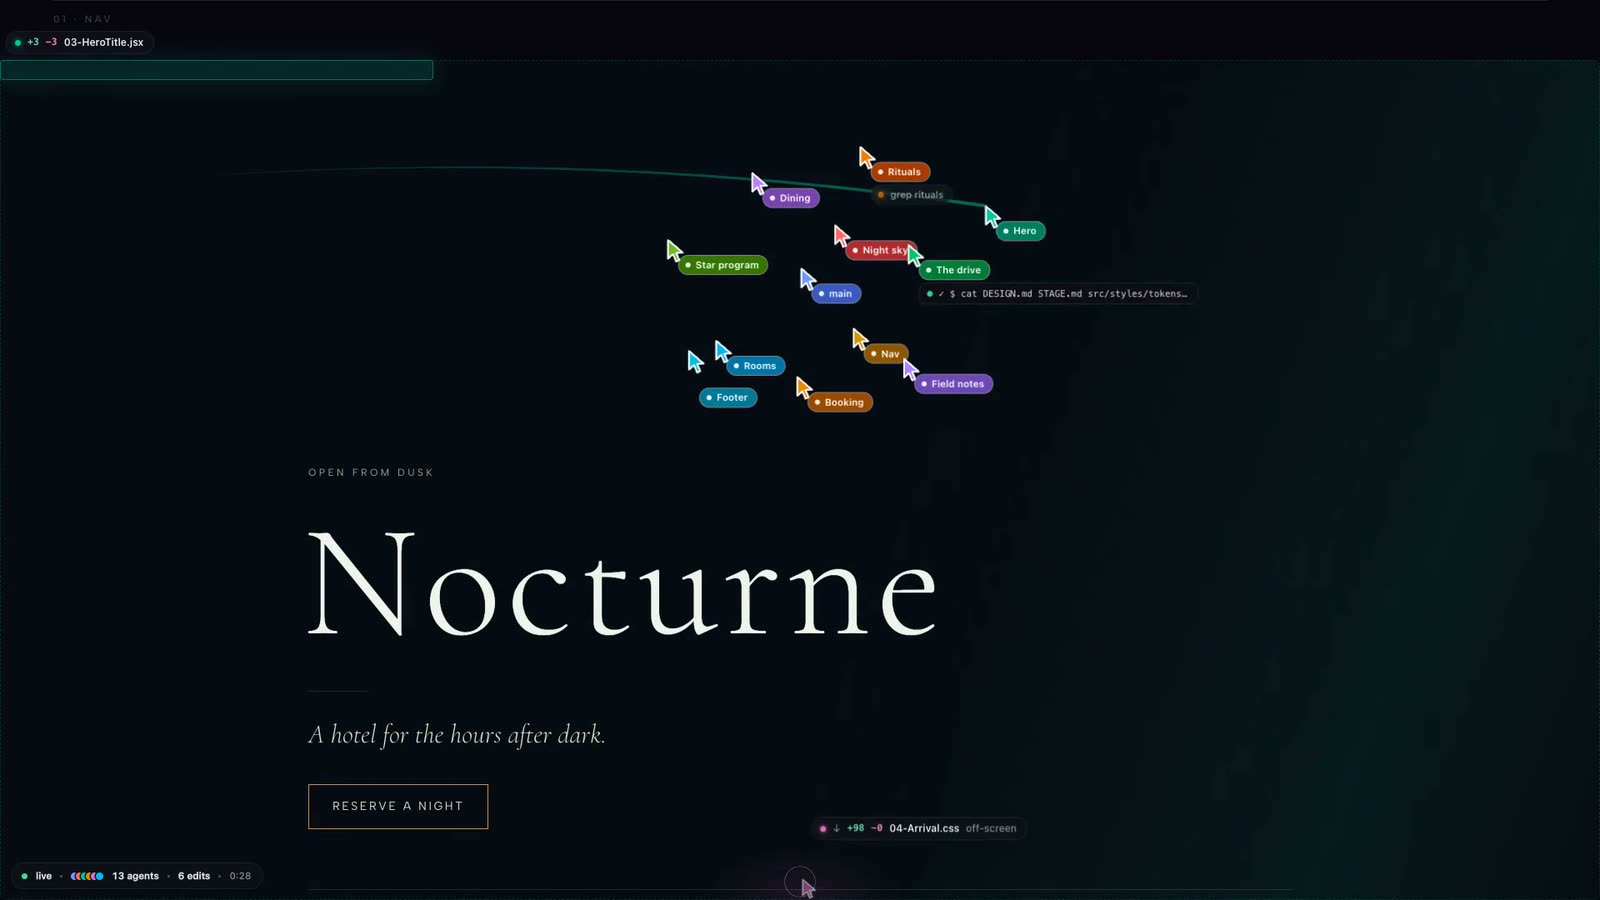 01 · NAV
+3 −3 03-HeroTitle.jsx
Rituals
Dining
grep rituals
Hero
Night sky
Star program
The drive
main
✓ $ cat DESIGN.md STAGE.md src/styles/tokens…
Nav
Rooms
Field notes
Footer
Booking
OPEN FROM DUSK
Nocturne
A hotel for the hours after dark.
RESERVE A NIGHT
↓ +98 −0 04-Arrival.css off-screen
live · 13 agents · 6 edits · 0:28